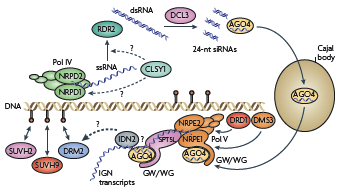 dsRNA
DCL3
RDR2
AGO4
24-nt siRNAs
Cajal
body
?
Pol IV
NRPD2
NRPD1
ssRNA
CLSY1
?
AGO4
DNA
?
IDN2
?
SPT5L
AGO4
NRPE2
NRPE1
AGO4
DRD1
DMS3
Pol V
SUVH2
SUVH9
DRM2
GW/WG
GW/WG
IGN
transcripts